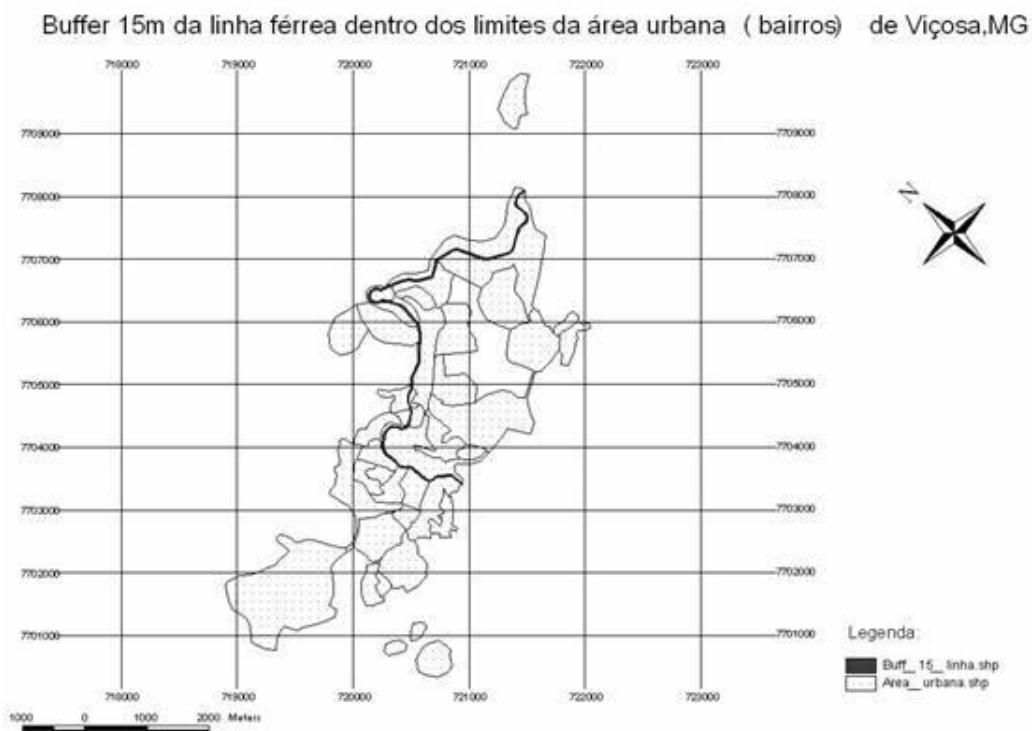 Buffer 15m da linha férrea dentro dos limites da área urbana ( bairros) de Viçosa,MG
718000 719000 720000 721000 722000 723000
7709000 7709000
7708000 7708000
N
7707000 7707000
7706000 7706000
7705000 7705000
7704000 7704000
7703000 7703000
7702000 7702000
7701000 7701000
Legenda:
Buff_ 15_ linha.shp
Area_ urbana.shp
718000 719000 720000 721000 722000 723000
1000 0 1000 2000 Meters